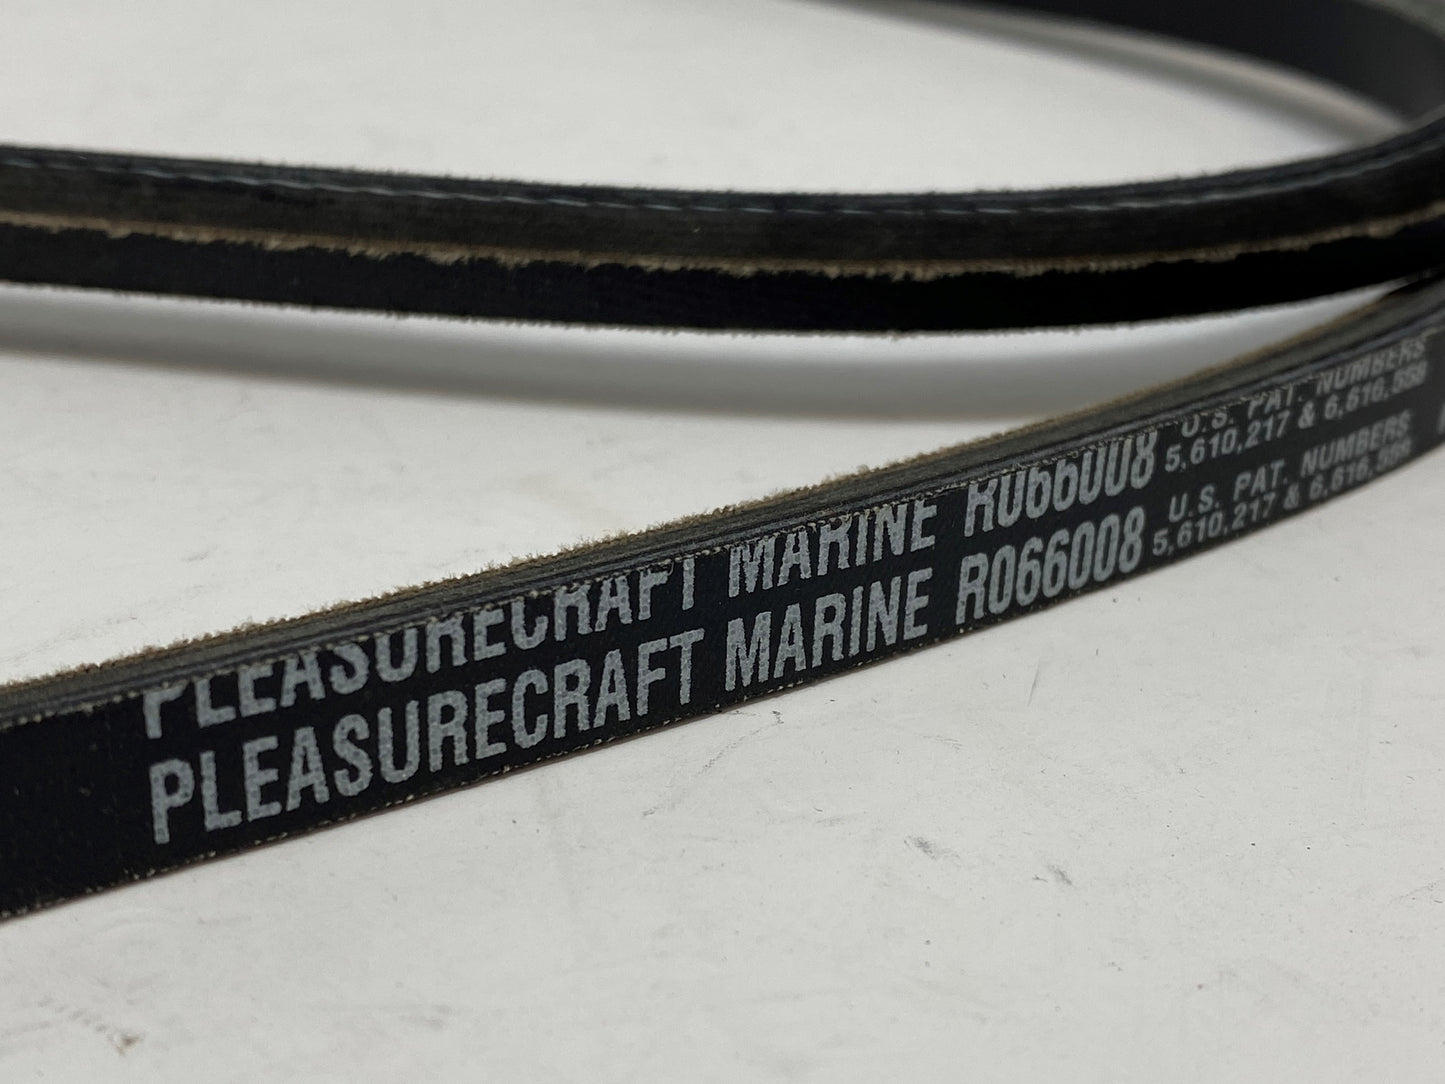 PLEASURECRAFT MARINE R066008 U.S. PAT. NUMBERS
5,610,217 & 6,616,558
PLEASURECRAFT MARINE R066008 U.S. PAT. NUMBERS
5,610,217 & 6,616,558